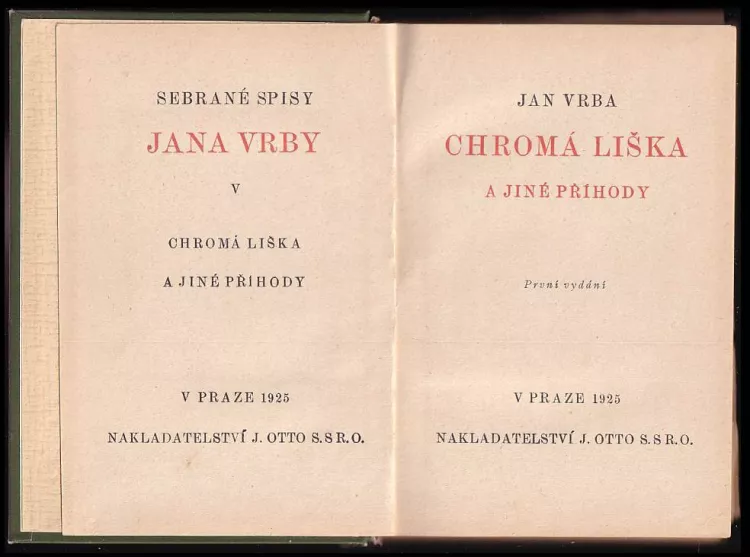 SEBRANÉ SPISY
JANA VRBY
V
CHROMÁ LIŠKA
A JINÉ PŘÍHODY
V PRAZE 1925
NAKLADATELSTVÍ J. OTTO S. S R. O.
JAN VRBA
CHROMÁ LIŠKA
A JINÉ PŘÍHODY
První vydání
V PRAZE 1925
NAKLADATELSTVÍ J. OTTO S. S R. O.